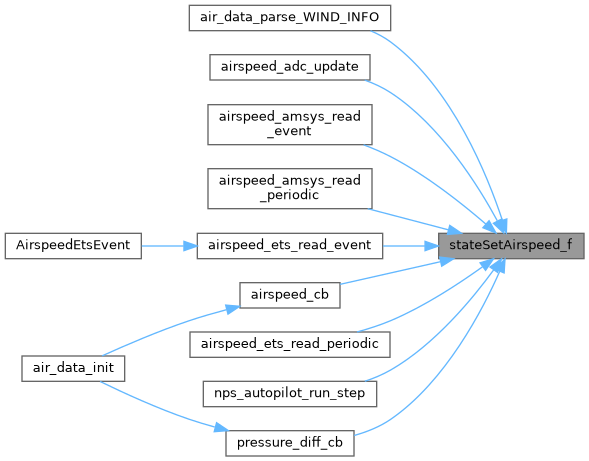 air_data_parse_WIND_INFO
airspeed_adc_update
airspeed_amsys_read
_event
airspeed_amsys_read
_periodic
AirspeedEtsEvent
airspeed_ets_read_event
stateSetAirspeed_f
airspeed_cb
airspeed_ets_read_periodic
air_data_init
nps_autopilot_run_step
pressure_diff_cb